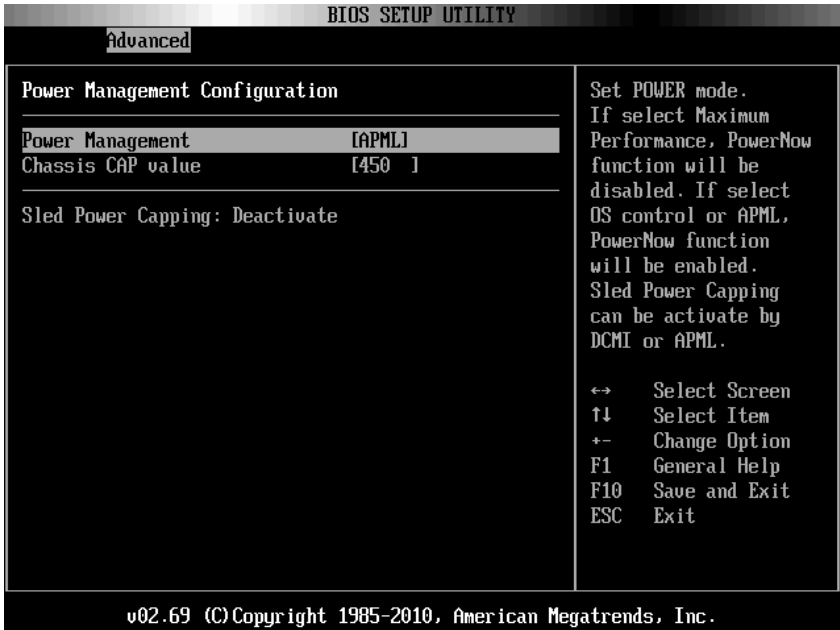 BIOS SETUP UTILITY
Advanced
Power Management Configuration
Power Management [APML]
Chassis CAP value [450 ]
Sled Power Capping: Deactivate
Set POWER mode.
If select Maximum
Performance, PowerNow
function will be
disabled. If select
OS control or APML,
PowerNow function
will be enabled.
Sled Power Capping
can be activate by
DCMI or APML.
←→ Select Screen
↑↓ Select Item
+- Change Option
F1 General Help
F10 Save and Exit
ESC Exit
v02.69 (C)Copyright 1985-2010, American Megatrends, Inc.